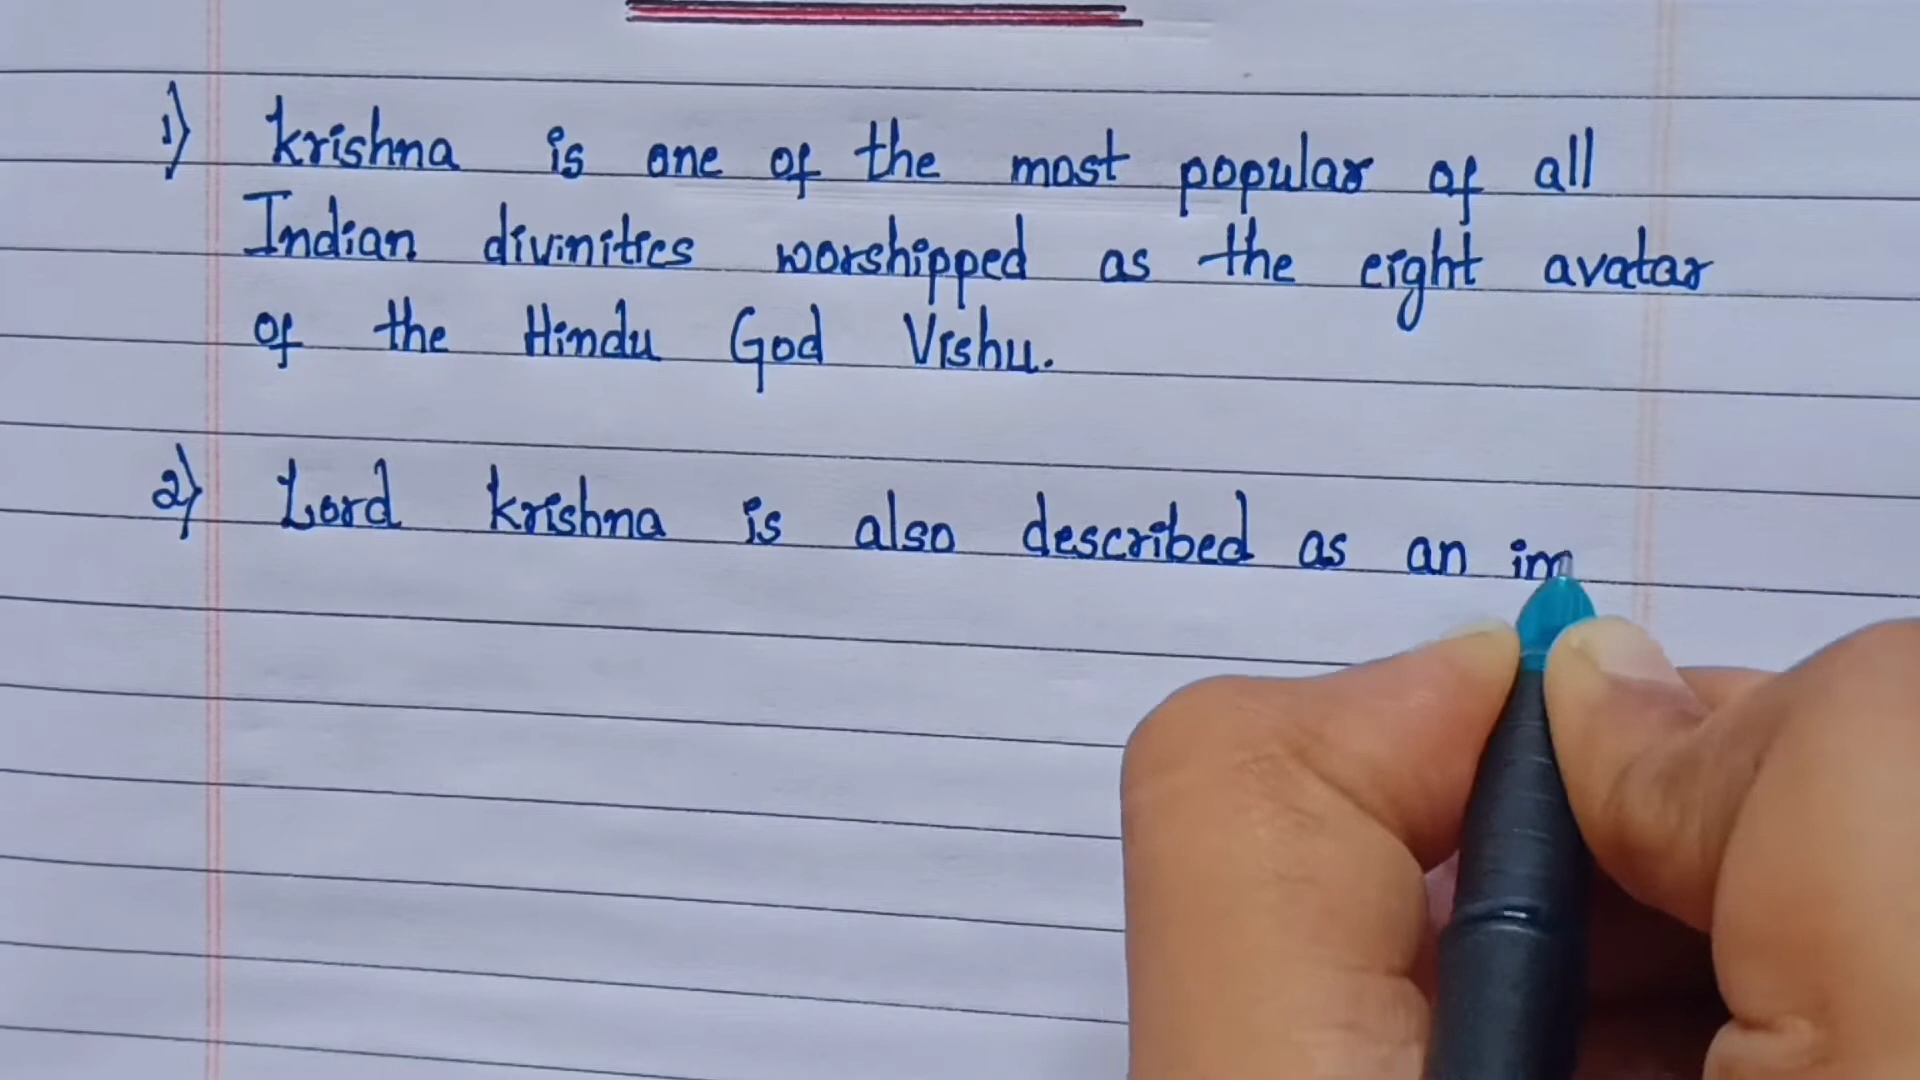 1) Krishna is one of the most popular of all
Indian divinities worshipped as the eight avatar
of the Hindu God Vishu.
2) Lord Krishna is also described as an im